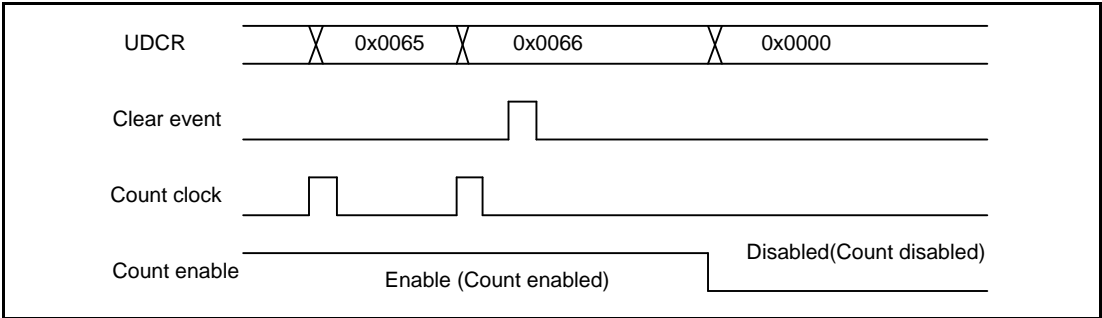 UDCR 0x0065 0x0066 0x0000
Clear event
Count clock
Disabled(Count disabled)
Count enable
Enable (Count enabled)